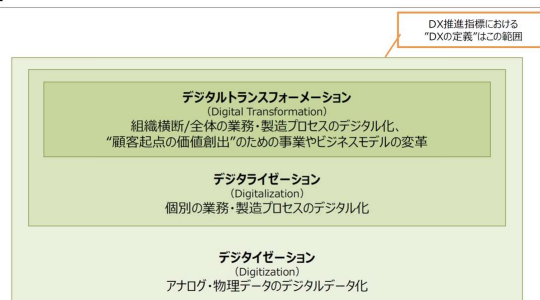 DX推進指標における
“DXの定義”はこの範囲
デジタルトランスフォーメーション
(Digital Transformation)
組織横断/全体の業務・製造プロセスのデジタル化、
“顧客起点の価値創出”のための事業やビジネスモデルの変革
デジタライゼーション
(Digitalization)
個別の業務・製造プロセスのデジタル化
デジタイゼーション
(Digitization)
アナログ・物理データのデジタルデータ化